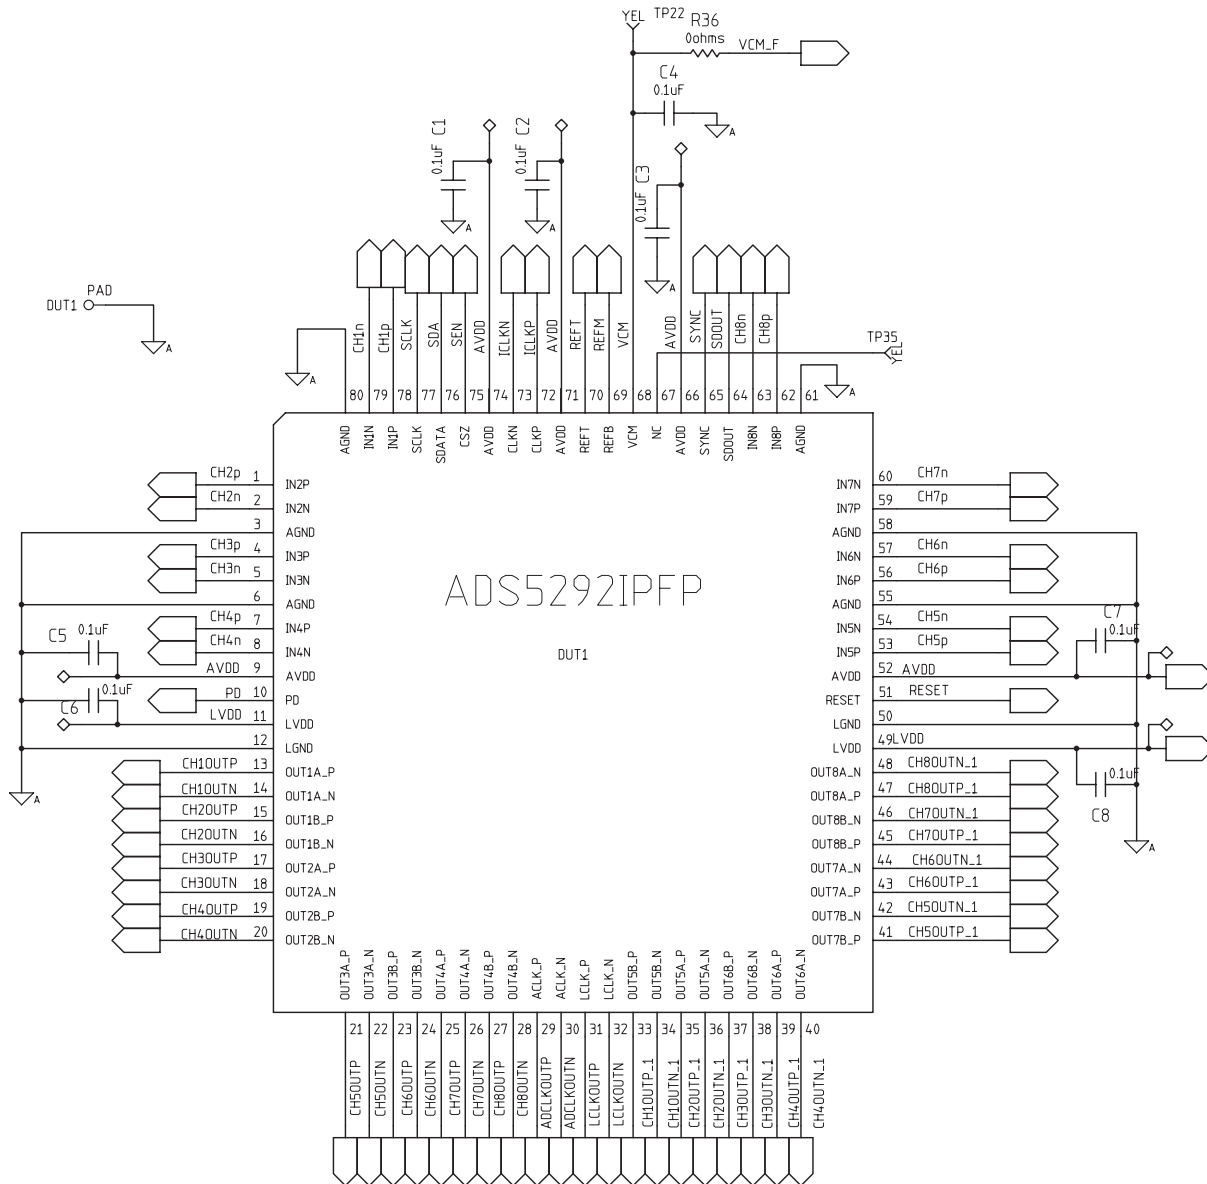 YEL TP22
R36
0ohms
VCM_F
C4
0.1uF
A
C1
0.1uF
A
C2
0.1uF
A
C3
0.1uF
A
DUT1
PAD
A
A
CH1n
CH1p
SCLK
SDA
SEN
AVDD
ICLKN
ICLKP
AVDD
REFT
REFM
VCM
AVDD
SYNC
SDOUT
CH8n
CH8p
TP35
YEL
A
80 79 78 77 76 75 74 73 72 71 70 69 68 67 66 65 64 63 62 61
AGND
IN1N
IN1P
SCLK
SDATA
CSZ
AVDD
CLKN
CLKP
AVDD
REFT
REFB
VCM
NC
AVDD
SYNC
SDOUT
IN8N
IN8P
AGND
CH2p 1 IN2P
CH2n 2 IN2N
3 AGND
CH3p 4 IN3P
CH3n 5 IN3N
6 AGND
CH4p 7 IN4P
CH4n 8 IN4N
C5 0.1uF
AVDD 9 AVDD
C6 0.1uF
PD 10 PD
LVDD 11 LVDD
12 LGND
A
CH1OUTP 13 OUT1A_P
CH1OUTN 14 OUT1A_N
CH2OUTP 15 OUT1B_P
CH2OUTN 16 OUT1B_N
CH3OUTP 17 OUT2A_P
CH3OUTN 18 OUT2A_N
CH4OUTP 19 OUT2B_P
CH4OUTN 20 OUT2B_N
ADS5292IPFP
DUT1
IN7N 60 CH7n
IN7P 59 CH7p
AGND 58
IN6N 57 CH6n
IN6P 56 CH6p
AGND 55
IN5N 54 CH5n
IN5P 53 CH5p
C7 0.1uF
AVDD 52 AVDD
RESET 51 RESET
LGND 50
LVDD 49 LVDD
0.1uF
C8
A
OUT8A_N 48 CH8OUTN_1
OUT8A_P 47 CH8OUTP_1
OUT8B_N 46 CH7OUTN_1
OUT8B_P 45 CH7OUTP_1
OUT7A_N 44 CH6OUTN_1
OUT7A_P 43 CH6OUTP_1
OUT7B_N 42 CH5OUTN_1
OUT7B_P 41 CH5OUTP_1
OUT3A_P
OUT3A_N
OUT3B_P
OUT3B_N
OUT4A_P
OUT4A_N
OUT4B_P
OUT4B_N
ACLK_P
ACLK_N
LCLK_P
LCLK_N
OUT5B_P
OUT5B_N
OUT5A_P
OUT5A_N
OUT6B_P
OUT6B_N
OUT6A_P
OUT6A_N
21 22 23 24 25 26 27 28 29 30 31 32 33 34 35 36 37 38 39 40
CH5OUTP
CH5OUTN
CH6OUTP
CH6OUTN
CH7OUTP
CH7OUTN
CH8OUTP
CH8OUTN
ADCLKOUTP
ADCLKOUTN
LCLKOUTP
LCLKOUTN
CH1OUTP_1
CH1OUTN_1
CH2OUTP_1
CH2OUTN_1
CH3OUTP_1
CH3OUTN_1
CH4OUTP_1
CH4OUTN_1